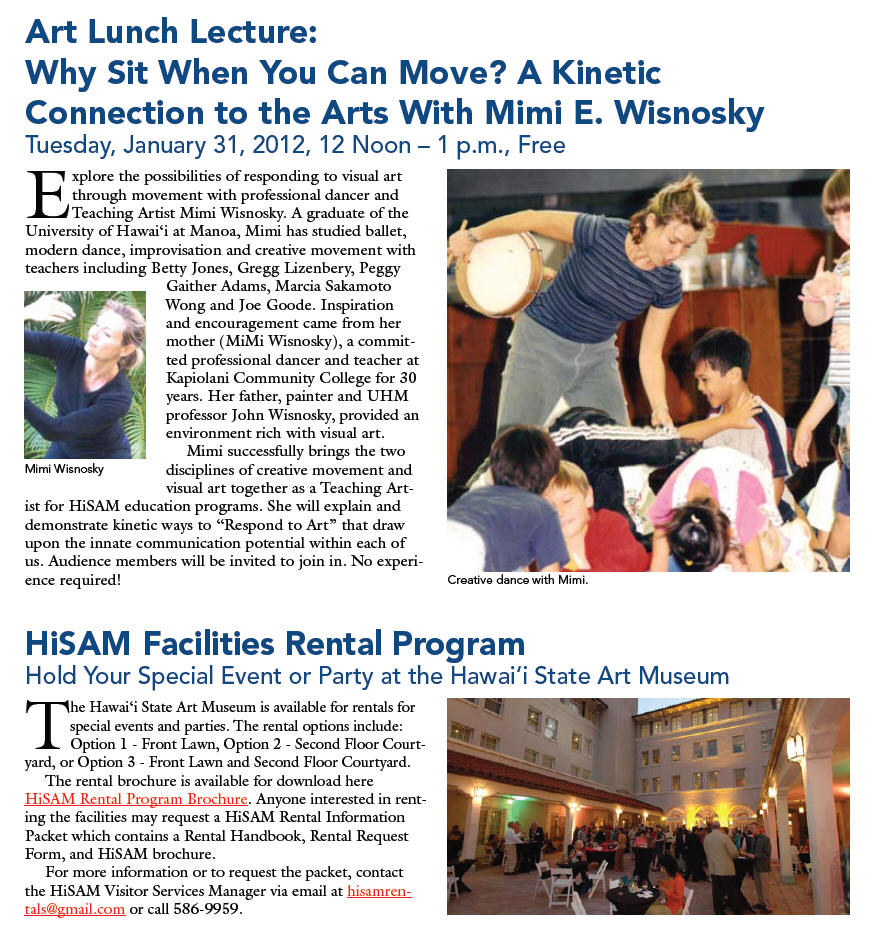 Art Lunch Lecture:
Why Sit When You Can Move? A Kinetic
Connection to the Arts With Mimi E. Wisnosky
Tuesday, January 31, 2012, 12 Noon – 1 p.m., Free
Explore the possibilities of responding to visual art
through movement with professional dancer and
Teaching Artist Mimi Wisnosky. A graduate of the
University of Hawai‘i at Manoa, Mimi has studied ballet,
modern dance, improvisation and creative movement with
teachers including Betty Jones, Gregg Lizenbery, Peggy
Gaither Adams, Marcia Sakamoto
Wong and Joe Goode. Inspiration
and encouragement came from her
mother (MiMi Wisnosky), a commit-
ted professional dancer and teacher at
Kapiolani Community College for 30
years. Her father, painter and UHM
professor John Wisnosky, provided an
environment rich with visual art.
Mimi successfully brings the two
disciplines of creative movement and
visual art together as a Teaching Art-
ist for HiSAM education programs. She will explain and
demonstrate kinetic ways to “Respond to Art” that draw
upon the innate communication potential within each of
us. Audience members will be invited to join in. No experi-
ence required!
Mimi Wisnosky
Creative dance with Mimi.
HiSAM Facilities Rental Program
Hold Your Special Event or Party at the Hawai‘i State Art Museum
The Hawai‘i State Art Museum is available for rentals for
special events and parties. The rental options include:
Option 1 - Front Lawn, Option 2 - Second Floor Court-
yard, or Option 3 - Front Lawn and Second Floor Courtyard.
The rental brochure is available for download here
HiSAM Rental Program Brochure. Anyone interested in rent-
ing the facilities may request a HiSAM Rental Information
Packet which contains a Rental Handbook, Rental Request
Form, and HiSAM brochure.
For more information or to request the packet, contact
the HiSAM Visitor Services Manager via email at hisamren-
tals@gmail.com or call 586-9959.